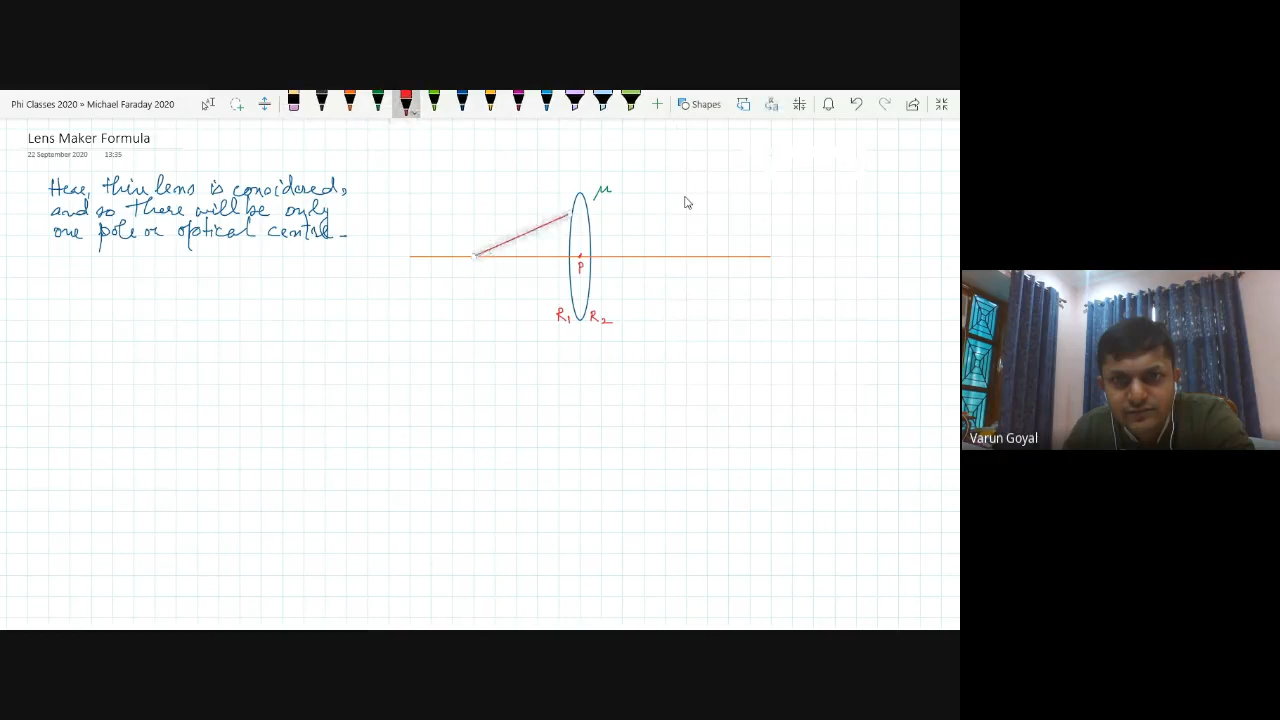 Phi Classes 2020 » Michael Faraday 2020
Shapes
Lens Maker Formula
22 September 2020 13:35
Here, thin lens is considered,
and so there will be only
one pole or optical centre.
μ
P
R1 R2
Varun Goyal